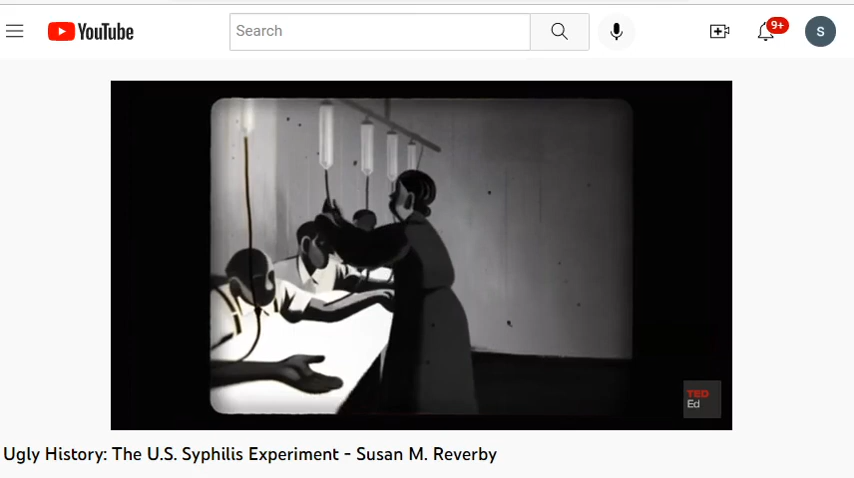 YouTube
Search
9+
S
TED
Ed
Ugly History: The U.S. Syphilis Experiment - Susan M. Reverby